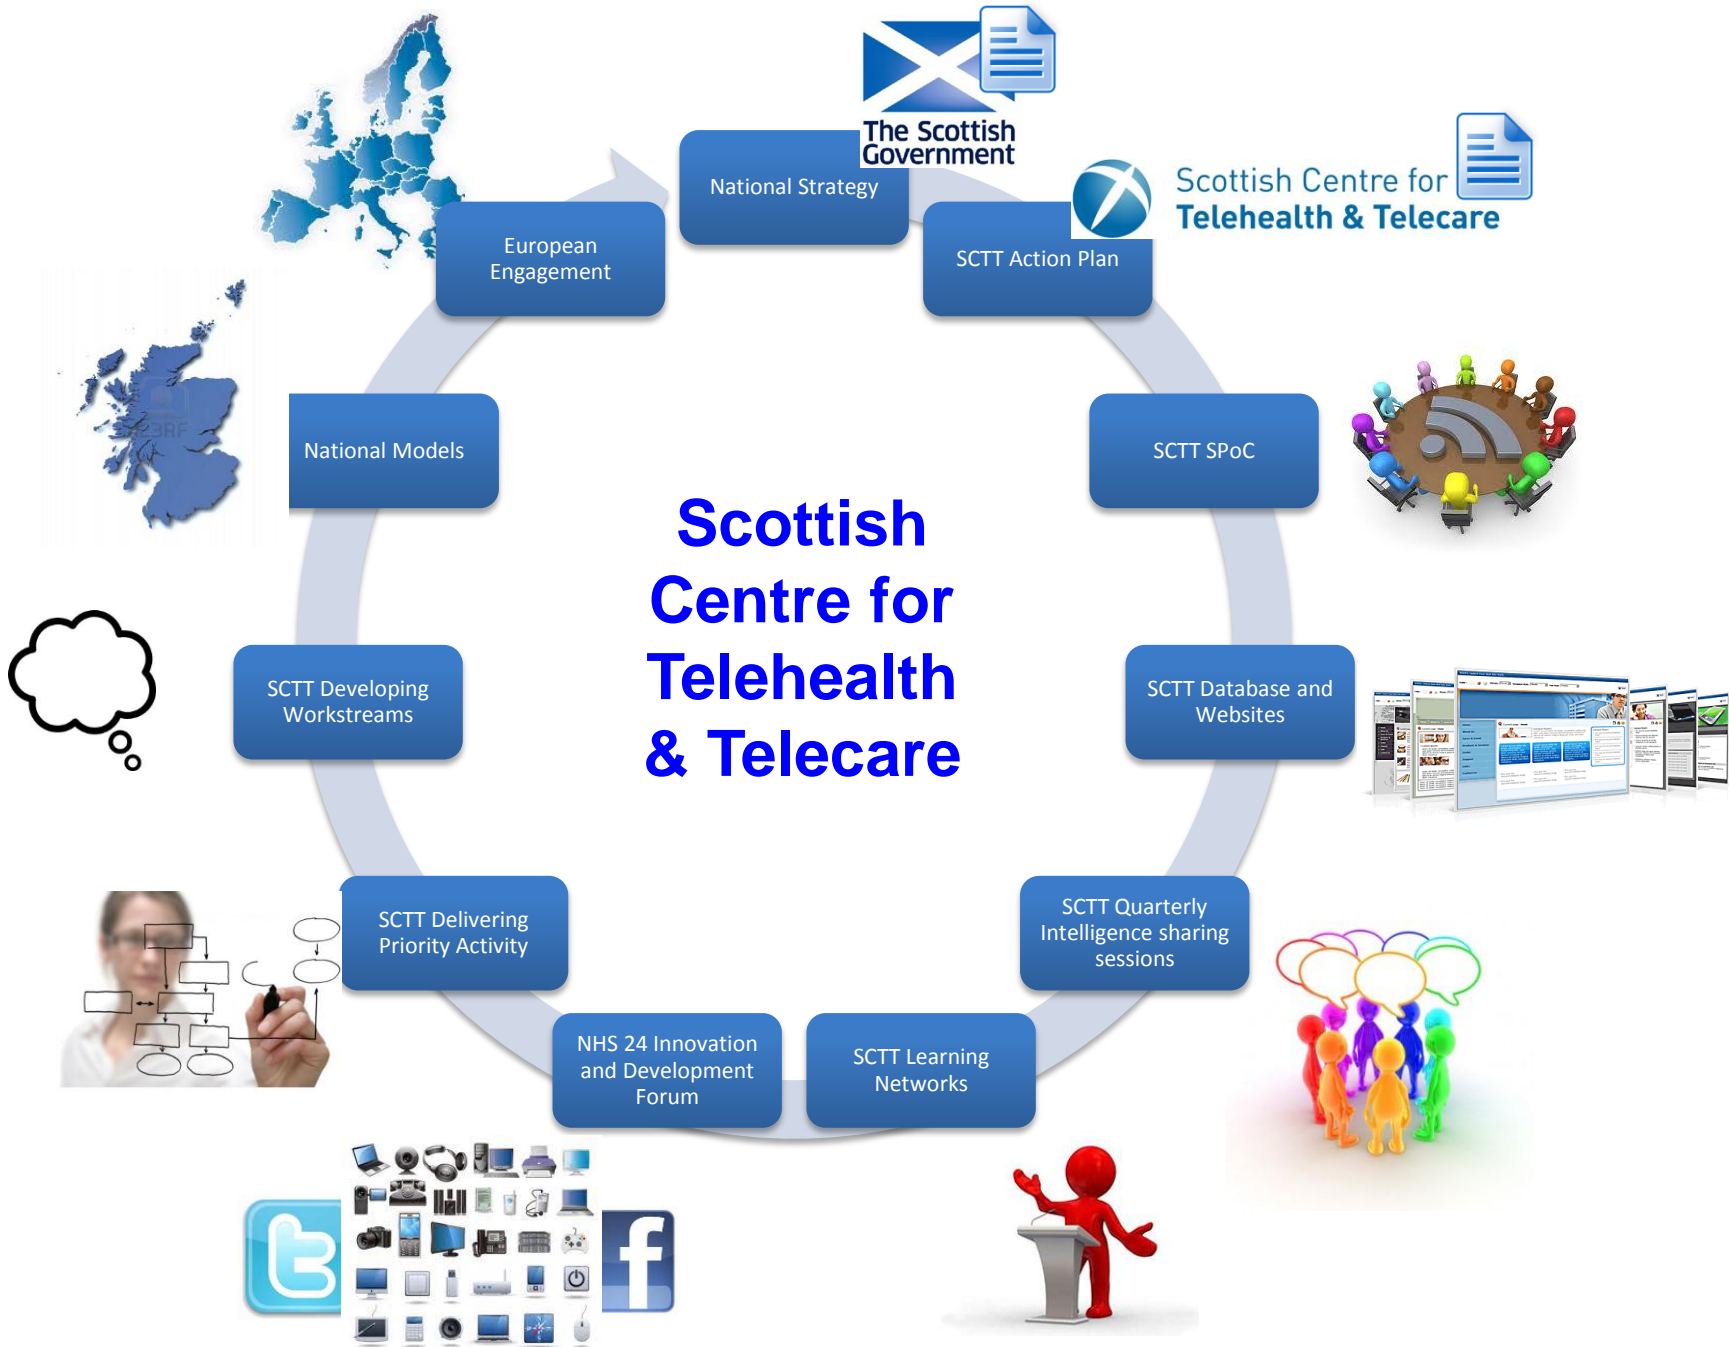 The Scottish
Government
Scottish Centre for
Telehealth & Telecare
National Strategy
SCTT Action Plan
SCTT SPoC
SCTT Database and
Websites
SCTT Quarterly
Intelligence sharing
sessions
SCTT Learning
Networks
NHS 24 Innovation
and Development
Forum
SCTT Delivering
Priority Activity
SCTT Developing
Workstreams
National Models
European
Engagement
Scottish
Centre for
Telehealth
& Telecare